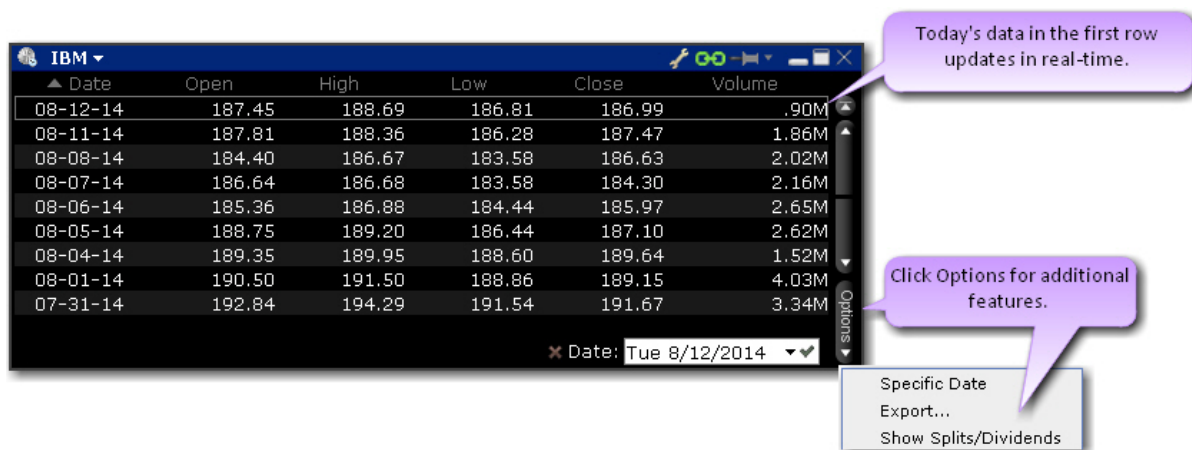 Today's data in the first row
updates in real-time.
IBM
Date Open High Low Close Volume
08-12-14 187.45 188.69 186.81 186.99 .90M
08-11-14 187.81 188.36 186.28 187.47 1.86M
08-08-14 184.40 186.67 183.58 186.63 2.02M
08-07-14 186.64 186.68 183.58 184.30 2.16M
08-06-14 185.36 186.88 184.44 185.97 2.65M
08-05-14 188.75 189.20 186.44 187.10 2.62M
08-04-14 189.35 189.95 188.60 189.64 1.52M
08-01-14 190.50 191.50 188.86 189.15 4.03M
07-31-14 192.84 194.29 191.54 191.67 3.34M
Click Options for additional
features.
Options
Date: Tue 8/12/2014
Specific Date
Export...
Show Splits/Dividends